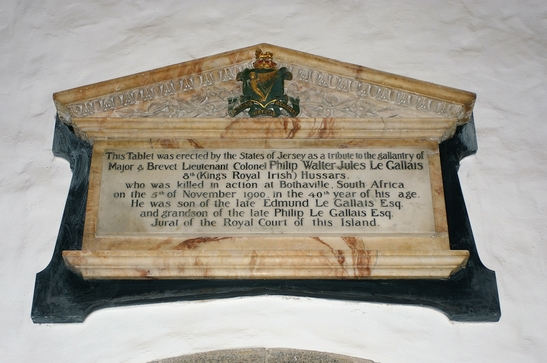 This Tablet was erected by the States of Jersey as a tribute to the gallantry of
Major & Brevet Lieutenant Colonel Philip Walter Jules Le Gallais
8th (Kings Royal Irish) Hussars.
who was killed in action at Bothaville, South Africa
on the 5th of November 1900, in the 40th year of his age.
He was son of the late Edmund Le Gallais Esq.
and grandson of the late Philip Le Gallais Esq.
Jurat of the Royal Court of this Island.